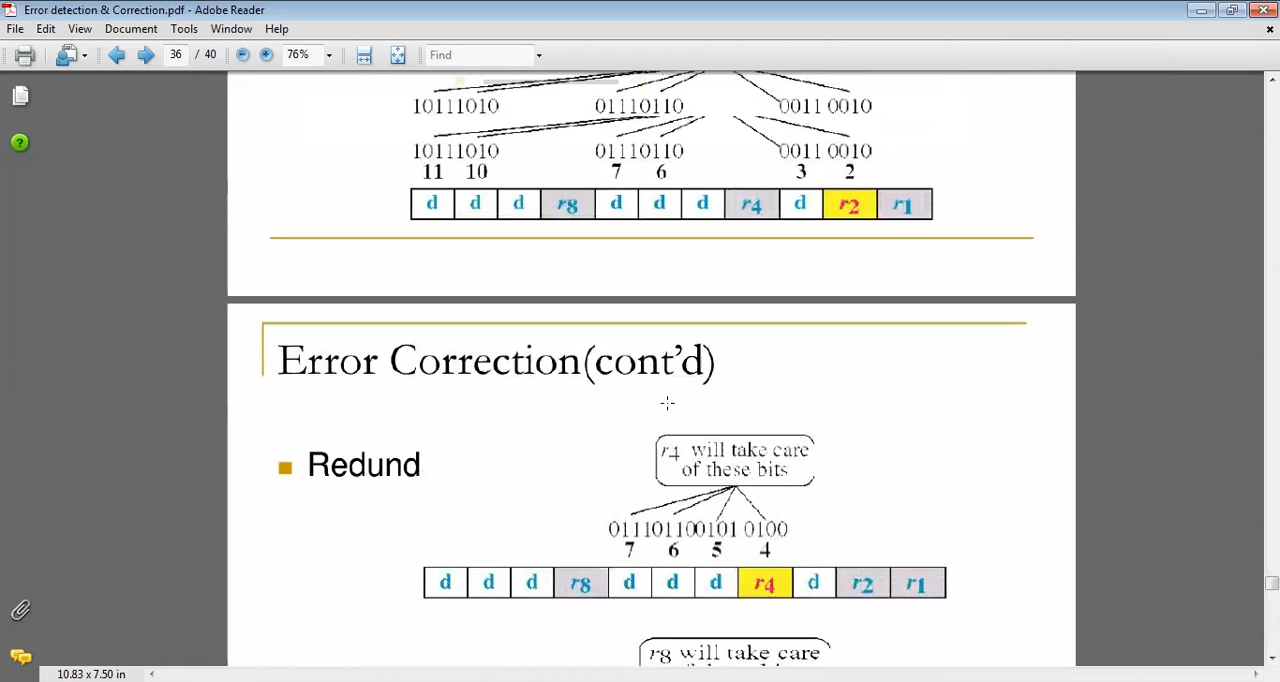 Error detection & Correction.pdf - Adobe Reader
File Edit View Document Tools Window Help
36 / 40 76% Find
10111010 01110110 0011 0010
10111010 01110110 0011 0010
11 10 7 6 3 2
d d d r8 d d d r4 d r2 r1
Error Correction(cont’d)
Redund
r4 will take care
of these bits
011101100101 0100
7 6 5 4
d d d r8 d d d r4 d r2 r1
r8 will take care
10.83 x 7.50 in